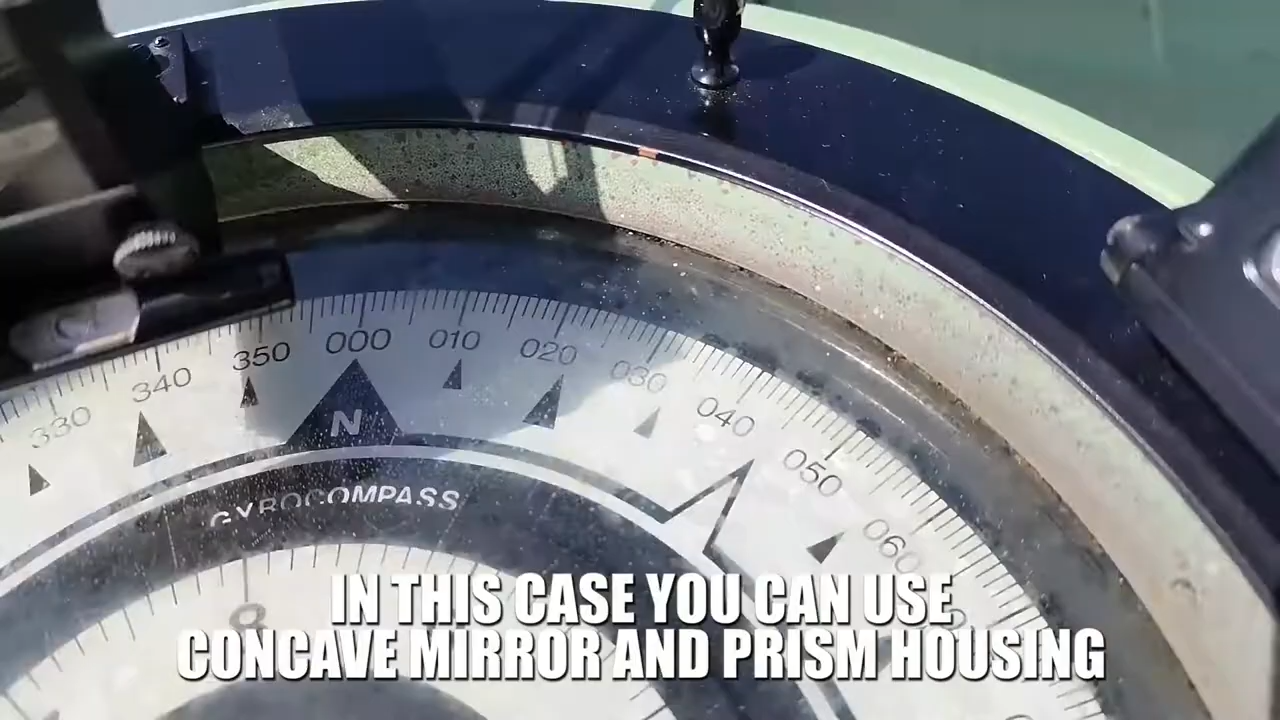 330 340 350 000 010 020 030 040 050 060
N
GYROCOMPASS
IN THIS CASE YOU CAN USE
CONCAVE MIRROR AND PRISM HOUSING